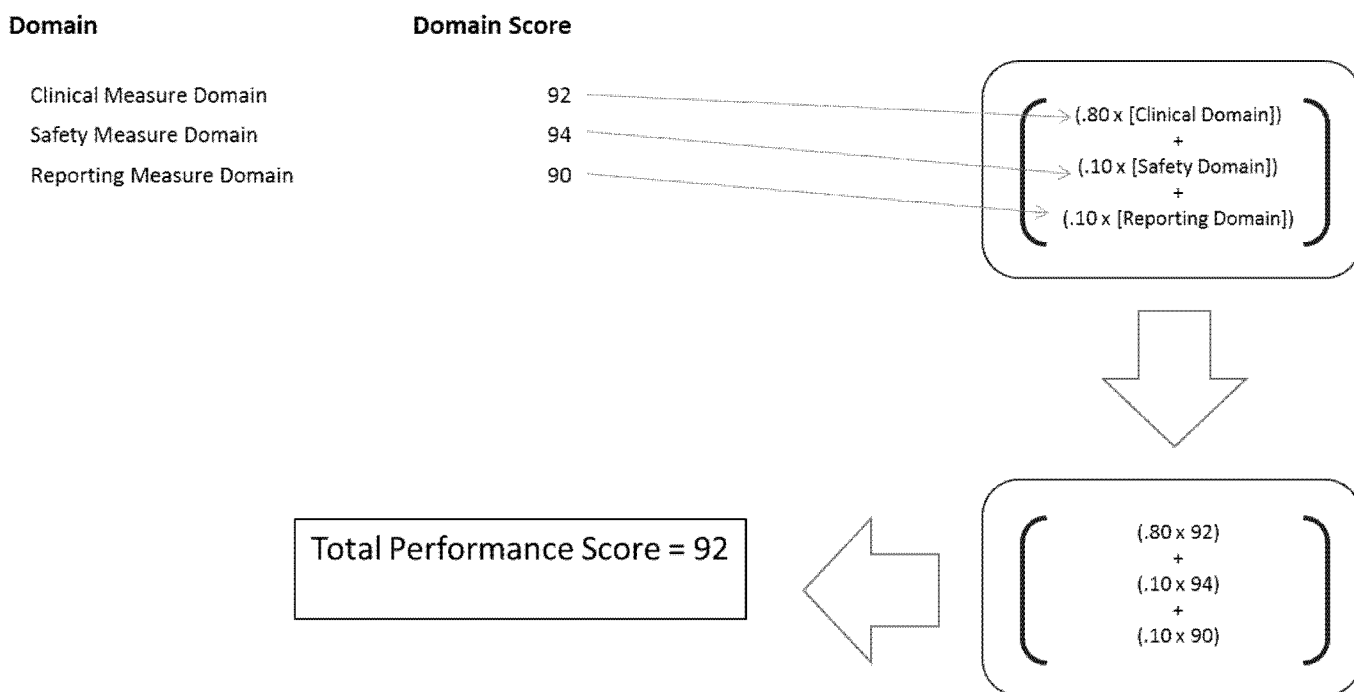 Domain Domain Score
Clinical Measure Domain 92
Safety Measure Domain 94
Reporting Measure Domain 90
(.80 x [Clinical Domain])
+
(.10 x [Safety Domain])
+
(.10 x [Reporting Domain])
(.80 x 92)
+
(.10 x 94)
+
(.10 x 90)
Total Performance Score = 92